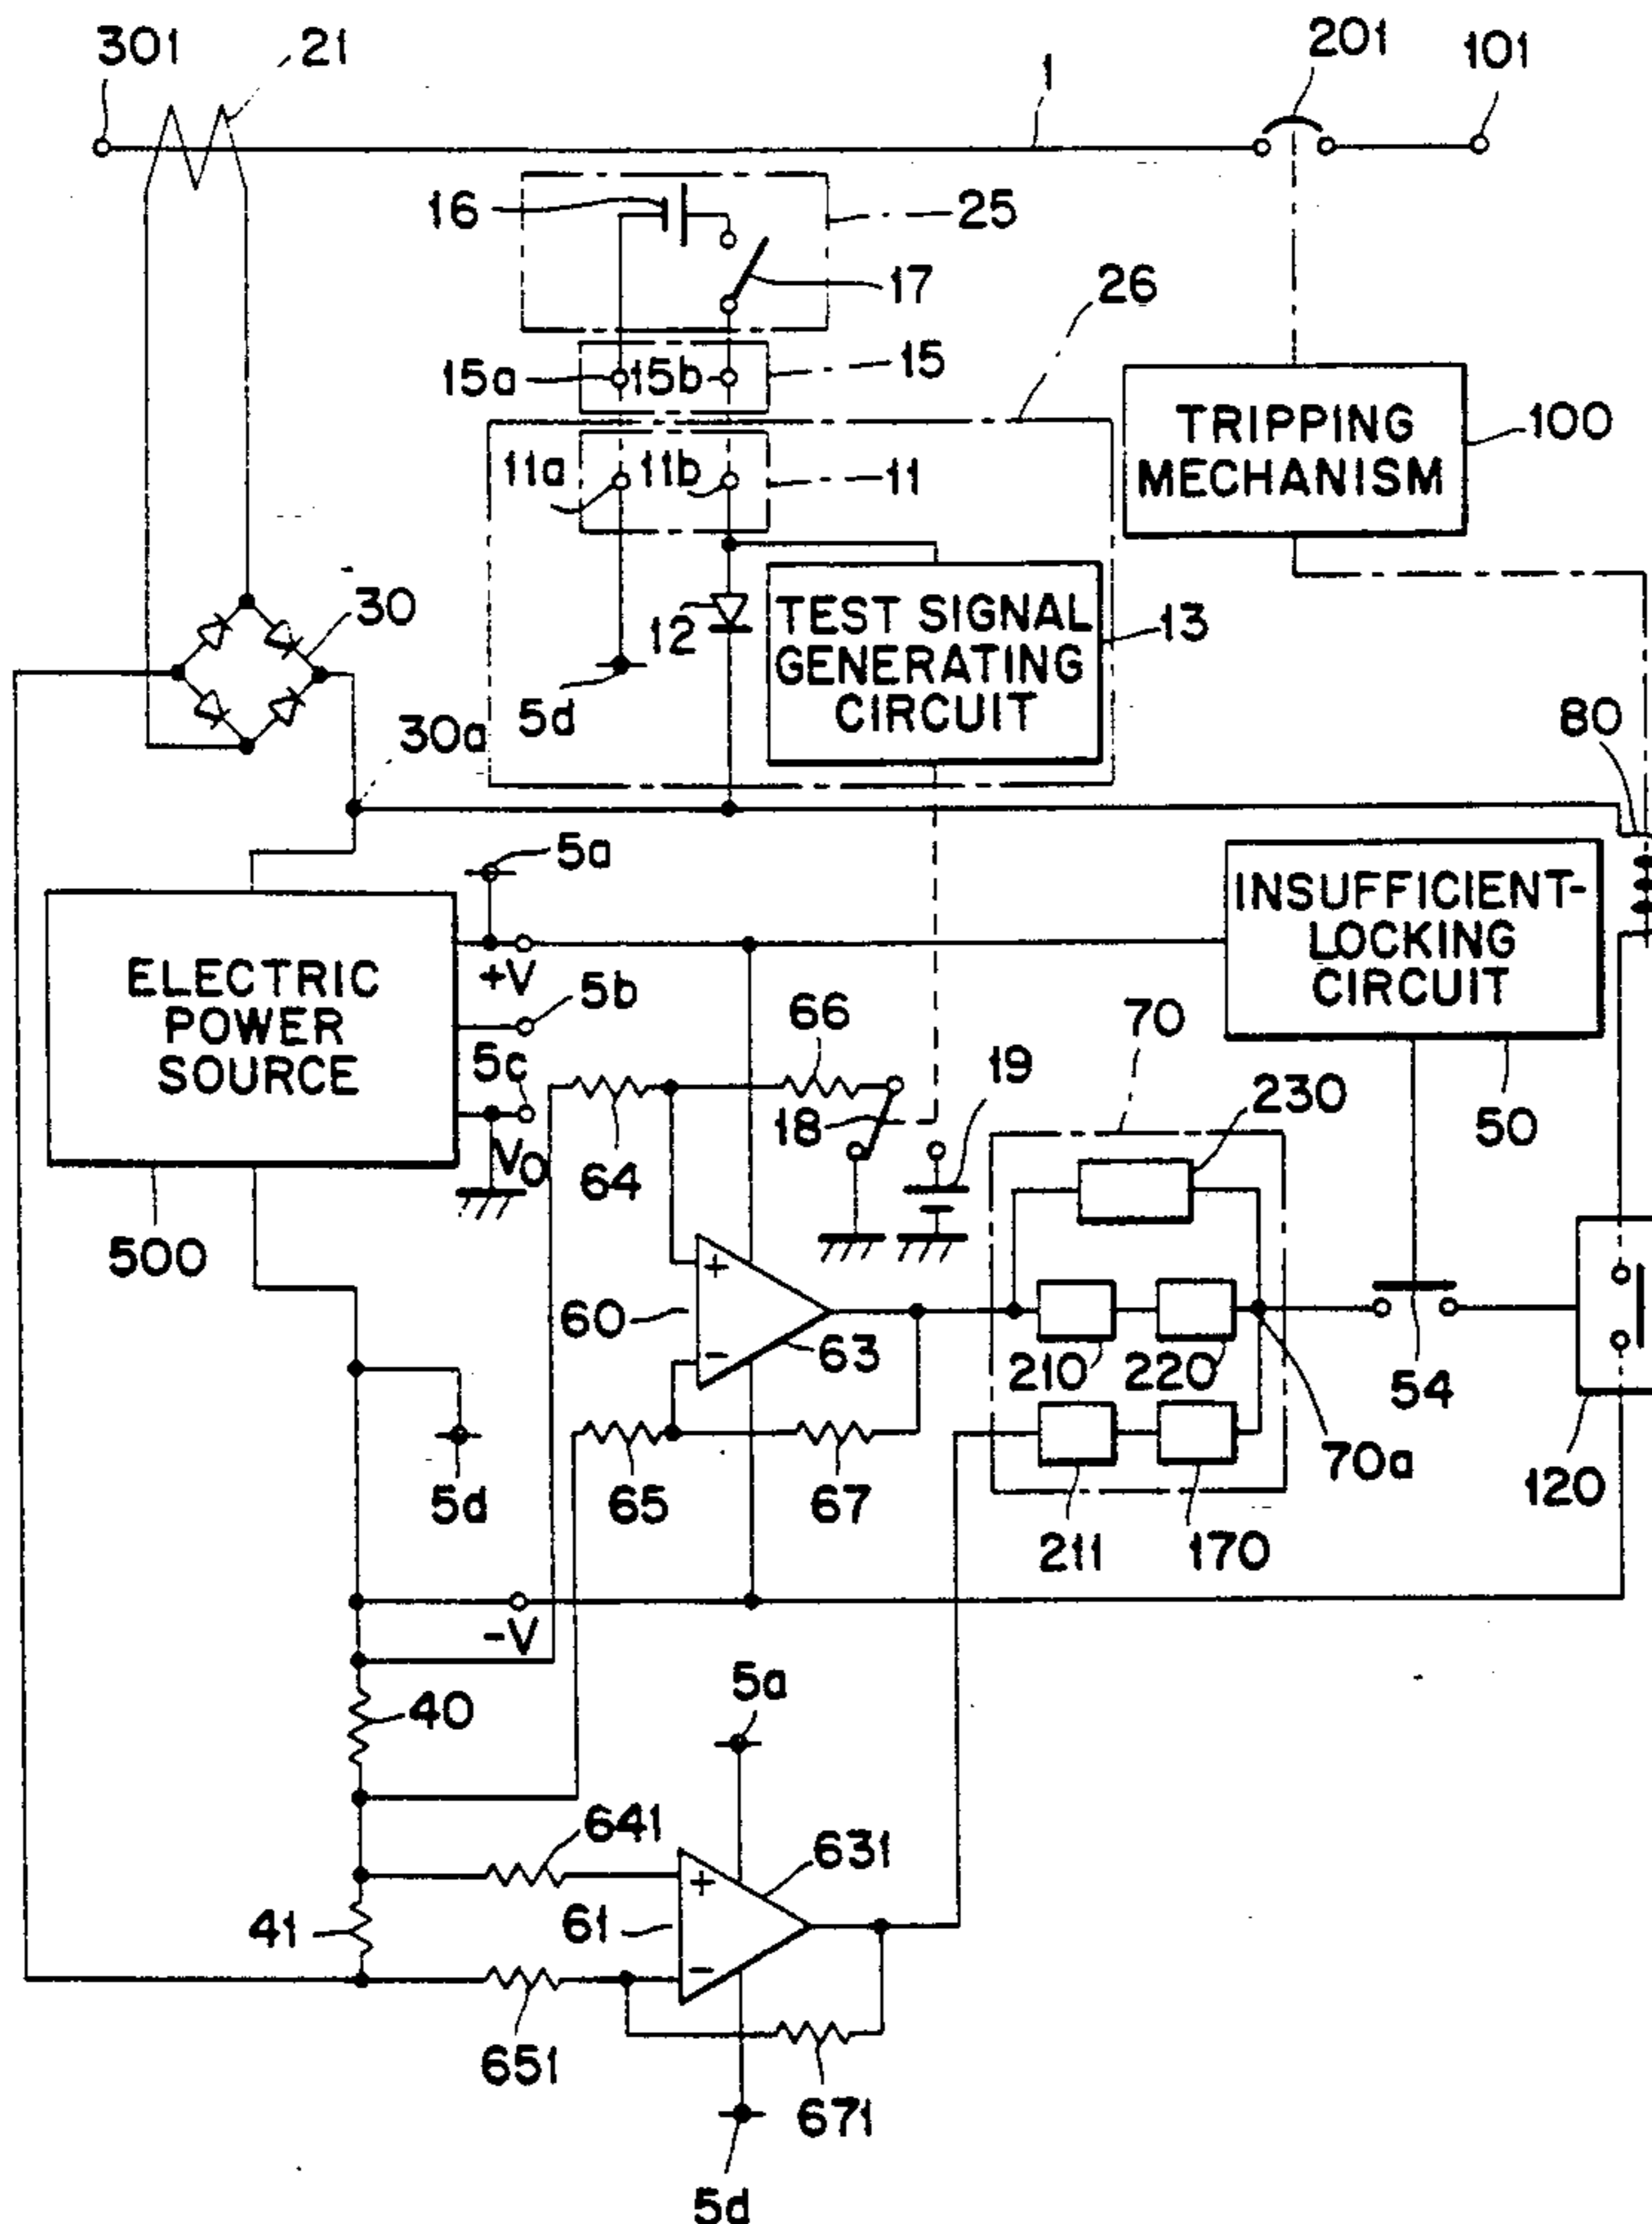 301
21
1
201
101
16
25
17
26
15a
15b
15
TRIPPING
MECHANISM
100
11a
11b
11
30
12
TEST SIGNAL
GENERATING
CIRCUIT
13
5d
30a
80
5a
INSUFFICIENT-
LOCKING
CIRCUIT
ELECTRIC
POWER
SOURCE
+V
5b
66
70
5c
19
18
230
50
Vo
64
500
+
60
63
-
210
220
54
65
67
70a
120
5d
211
170
-V
40
5a
641
631
+
41
61
-
651
671
5d